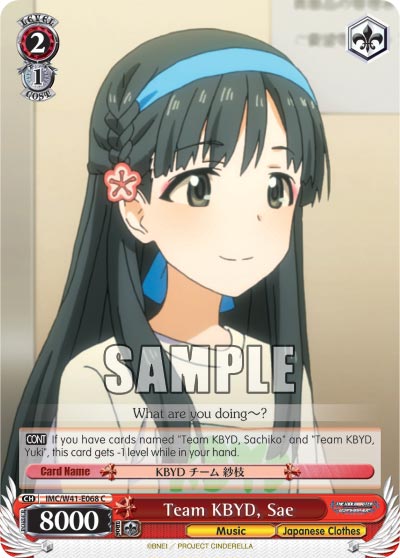 LEVEL
2
1
COST
SAMPLE
What are you doing~?
CONT If you have cards named "Team KBYD, Sachiko" and "Team KBYD,
Yuki", this card gets -1 level while in your hand.
Card Name KBYD チーム 紗枝
IMC/W41-E068 C
8000
Team KBYD, Sae
Music Japanese Clothes
©BNEI / PROJECT CINDERELLA